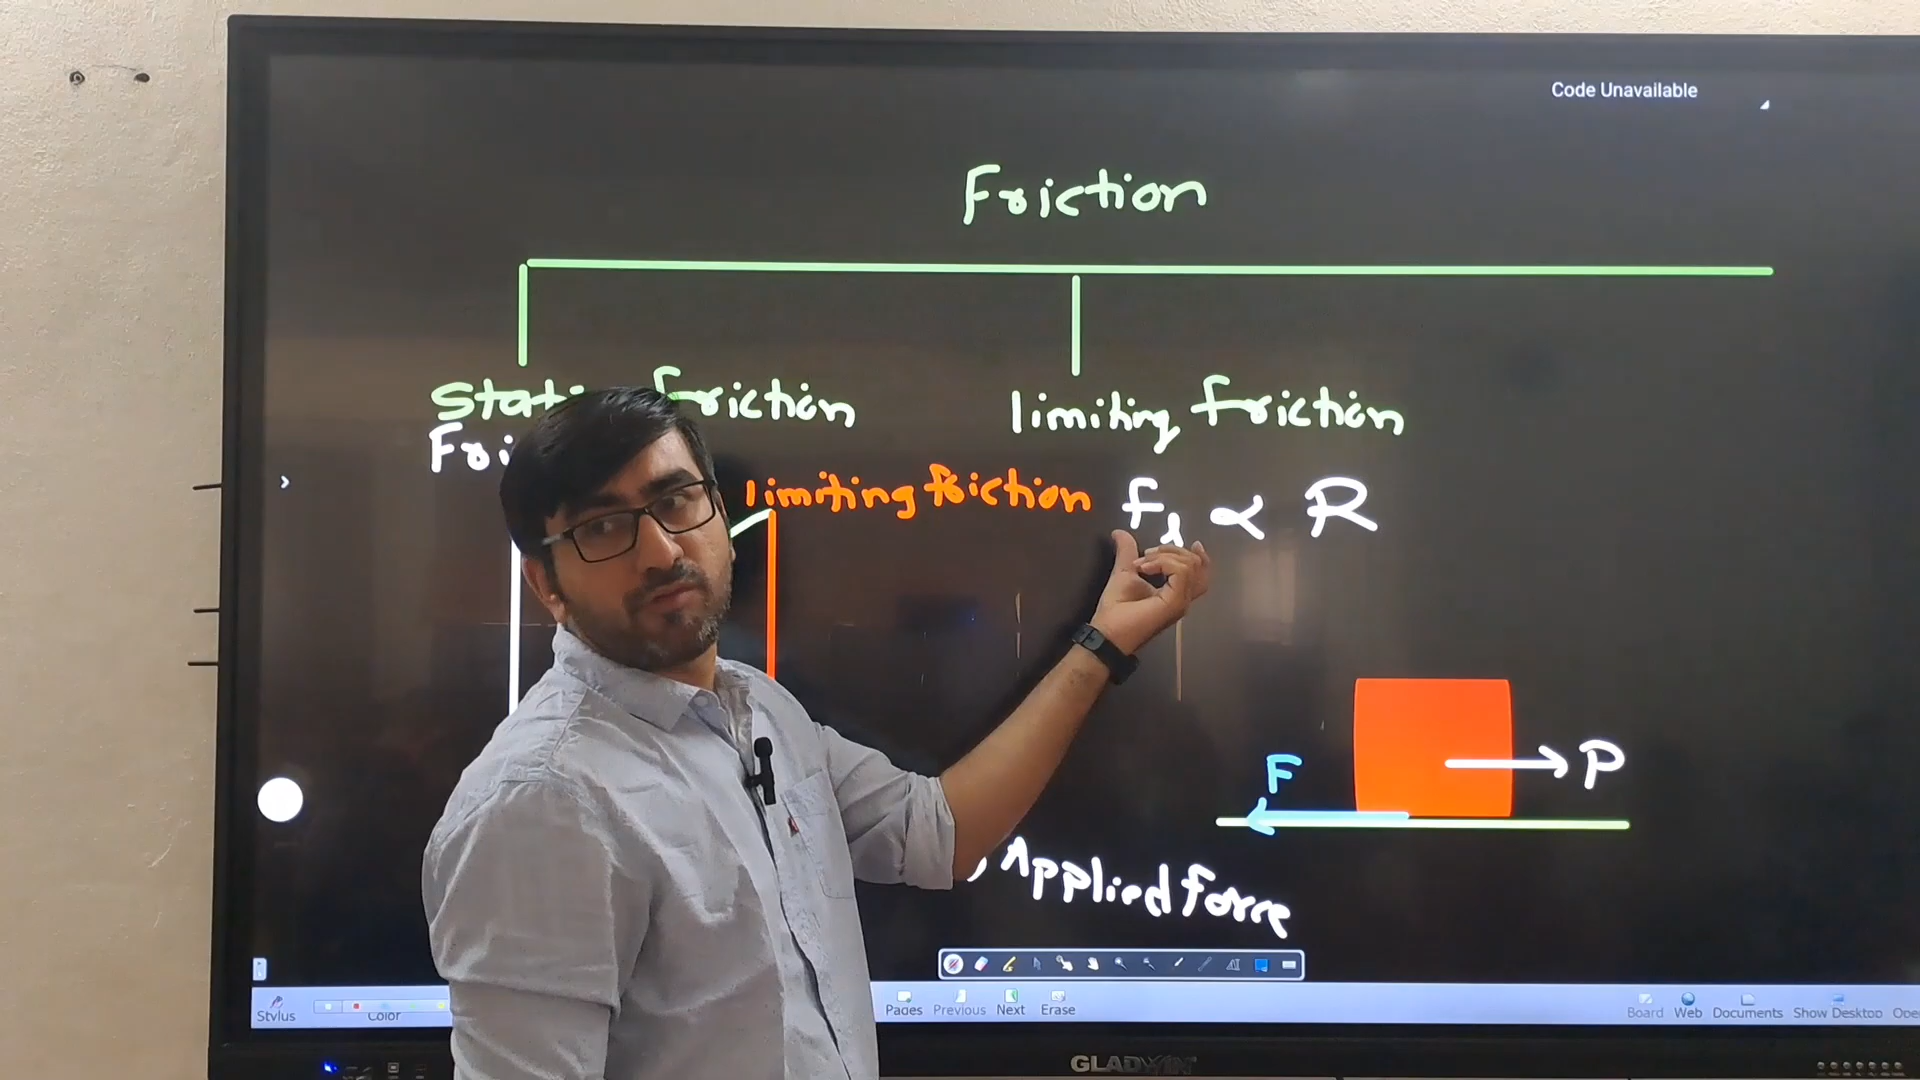 Code Unavailable
Friction
friction
limiting friction
limiting friction
fl ∝ R
F
P
Applied force
Stylus
Color
Pages Previous Next Erase
Board Web Documents Show Desktop
GLADWIN